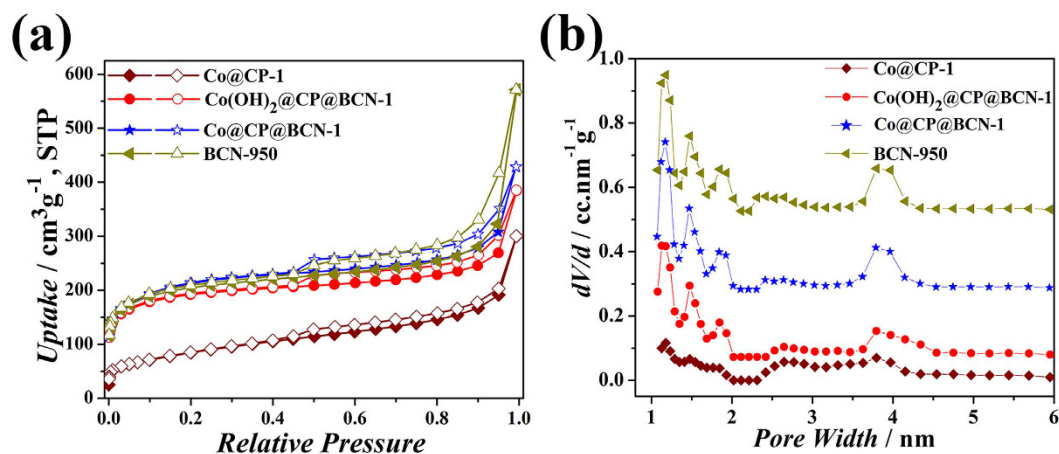 (a)
Uptake / cm³g⁻¹, STP
600
500
400
300
200
100
0
Co@CP-1
Co(OH)₂@CP@BCN-1
Co@CP@BCN-1
BCN-950
0.0 0.2 0.4 0.6 0.8 1.0
Relative Pressure
(b)
dV/d / cc.nm⁻¹g⁻¹
1.0
0.8
0.6
0.4
0.2
0.0
Co@CP-1
Co(OH)₂@CP@BCN-1
Co@CP@BCN-1
BCN-950
1 2 3 4 5 6
Pore Width / nm